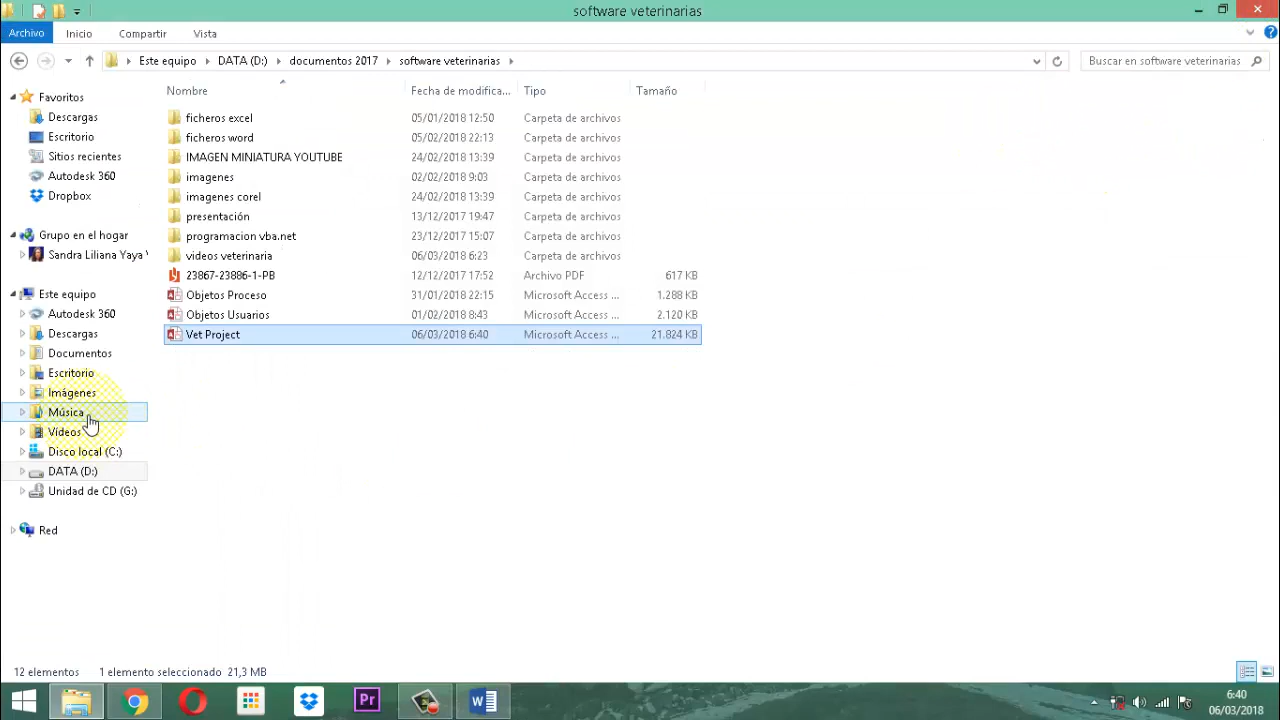 software veterinarias
Archivo Inicio Compartir Vista
Este equipo DATA (D:) documentos 2017 software veterinarias Buscar en software veterinarias
Nombre Fecha de modifica... Tipo Tamaño
Favoritos
Descargas
Escritorio
Sitios recientes
Autodesk 360
Dropbox
Grupo en el hogar
Sandra Liliana Yaya
Este equipo
Autodesk 360
Descargas
Documentos
Escritorio
Imágenes
Música
Vídeos
Disco local (C:)
DATA (D:)
Unidad de CD (G:)
Red
ficheros excel 05/01/2018 12:50 Carpeta de archivos
ficheros word 05/02/2018 22:13 Carpeta de archivos
IMAGEN MINIATURA YOUTUBE 24/02/2018 13:39 Carpeta de archivos
imagenes 02/02/2018 9:03 Carpeta de archivos
imagenes corel 24/02/2018 13:39 Carpeta de archivos
presentación 13/12/2017 19:47 Carpeta de archivos
programacion vba.net 23/12/2017 15:07 Carpeta de archivos
videos veterinaria 06/03/2018 6:23 Carpeta de archivos
23867-23886-1-PB 12/12/2017 17:52 Archivo PDF 617 KB
Objetos Proceso 31/01/2018 22:15 Microsoft Access ... 1.288 KB
Objetos Usuarios 01/02/2018 8:43 Microsoft Access ... 2.120 KB
Vet Project 06/03/2018 6:40 Microsoft Access ... 21.824 KB
12 elementos 1 elemento seleccionado 21,3 MB
Pr
6:40
06/03/2018